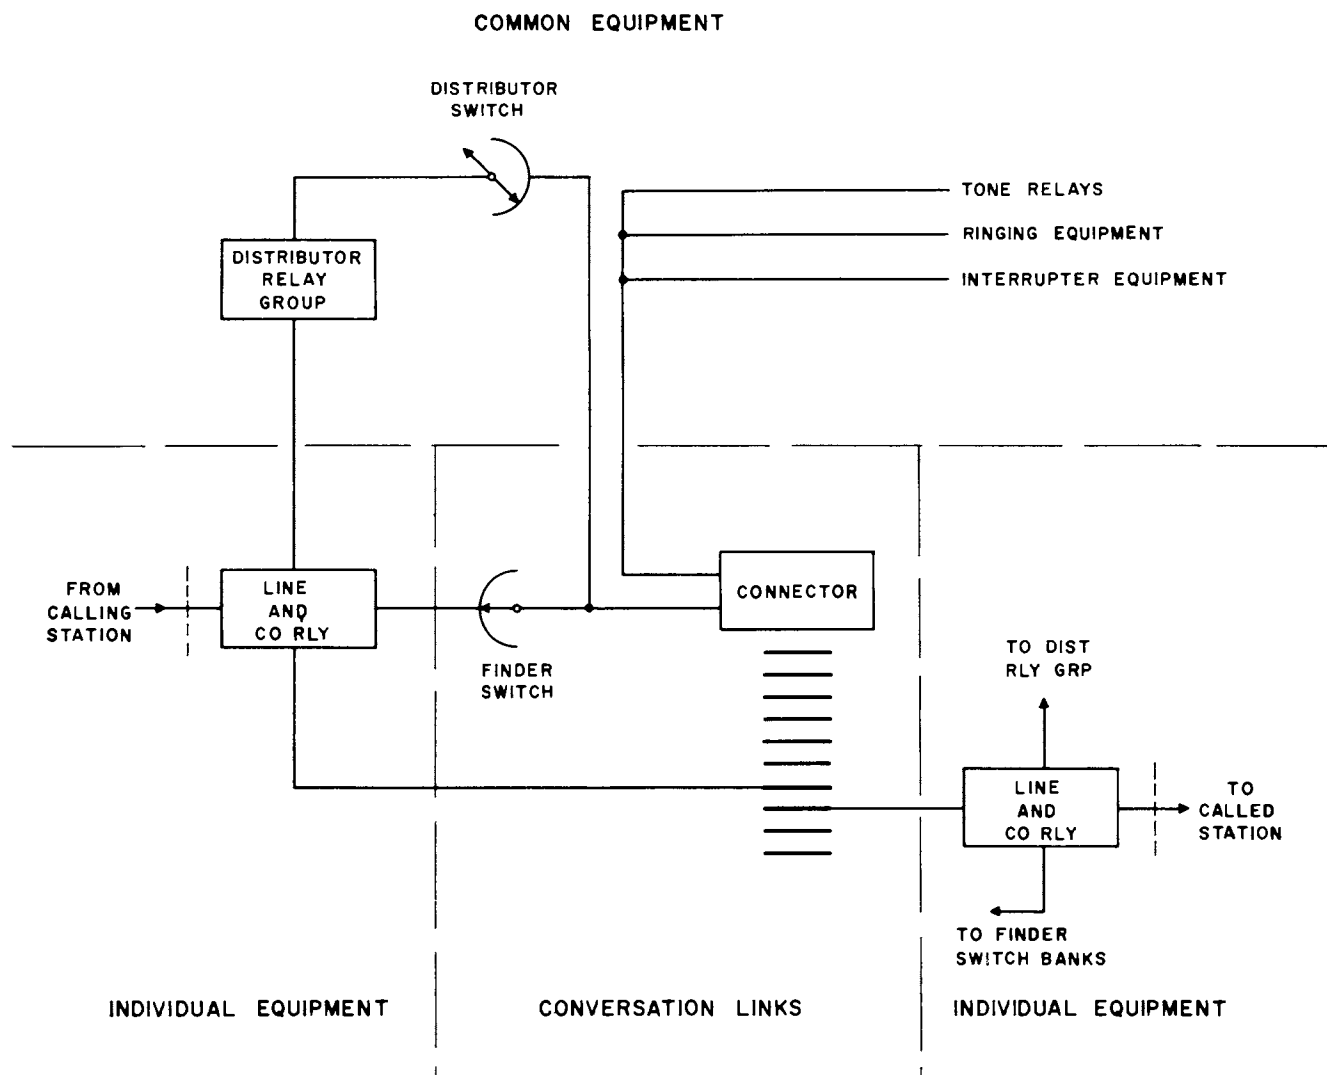 COMMON EQUIPMENT
DISTRIBUTOR
SWITCH
TONE RELAYS
RINGING EQUIPMENT
INTERRUPTER EQUIPMENT
DISTRIBUTOR
RELAY
GROUP
FROM
CALLING
STATION
LINE
AND
CO RLY
FINDER
SWITCH
CONNECTOR
TO DIST
RLY GRP
LINE
AND
CO RLY
TO
CALLED
STATION
TO FINDER
SWITCH BANKS
INDIVIDUAL EQUIPMENT
CONVERSATION LINKS
INDIVIDUAL EQUIPMENT